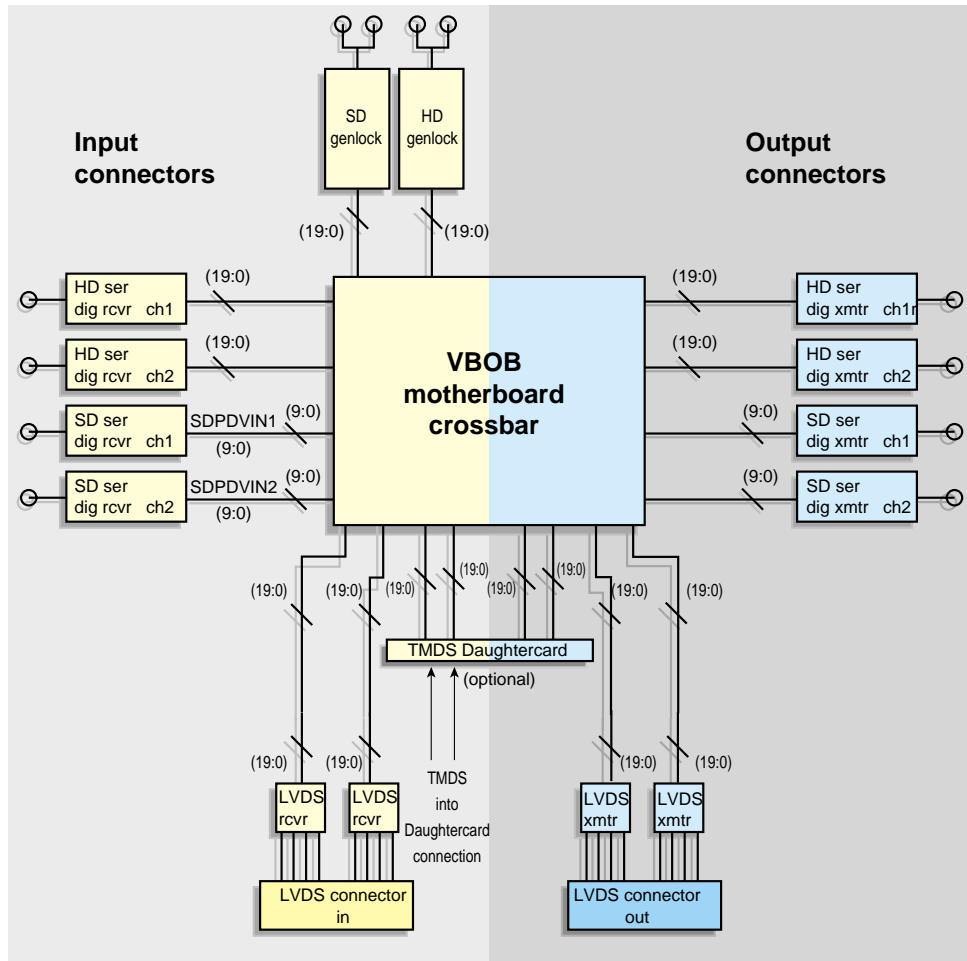 SD
genlock
HD
genlock
Input
connectors
Output
connectors
(19:0)
(19:0)
(19:0)
HD ser
dig rcvr ch1
(19:0)
HD ser
dig xmtr ch1r
(19:0)
HD ser
dig rcvr ch2
VBOB
motherboard
crossbar
(19:0)
HD ser
dig xmtr ch2
SD ser
dig rcvr ch1
SDPDVIN1
(9:0)
(9:0)
(9:0)
SD ser
dig xmtr ch1
SD ser
dig rcvr ch2
SDPDVIN2
(9:0)
(9:0)
(9:0)
SD ser
dig xmtr ch2
(19:0)
(19:0)
(19:0)
(19:0)
(19:0)
(19:0)
(19:0)
(19:0)
TMDS Daughtercard
(optional)
(19:0)
(19:0)
(19:0)
(19:0)
LVDS
rcvr
LVDS
rcvr
TMDS
into
Daughtercard
connection
LVDS
xmtr
LVDS
xmtr
LVDS connector
in
LVDS connector
out